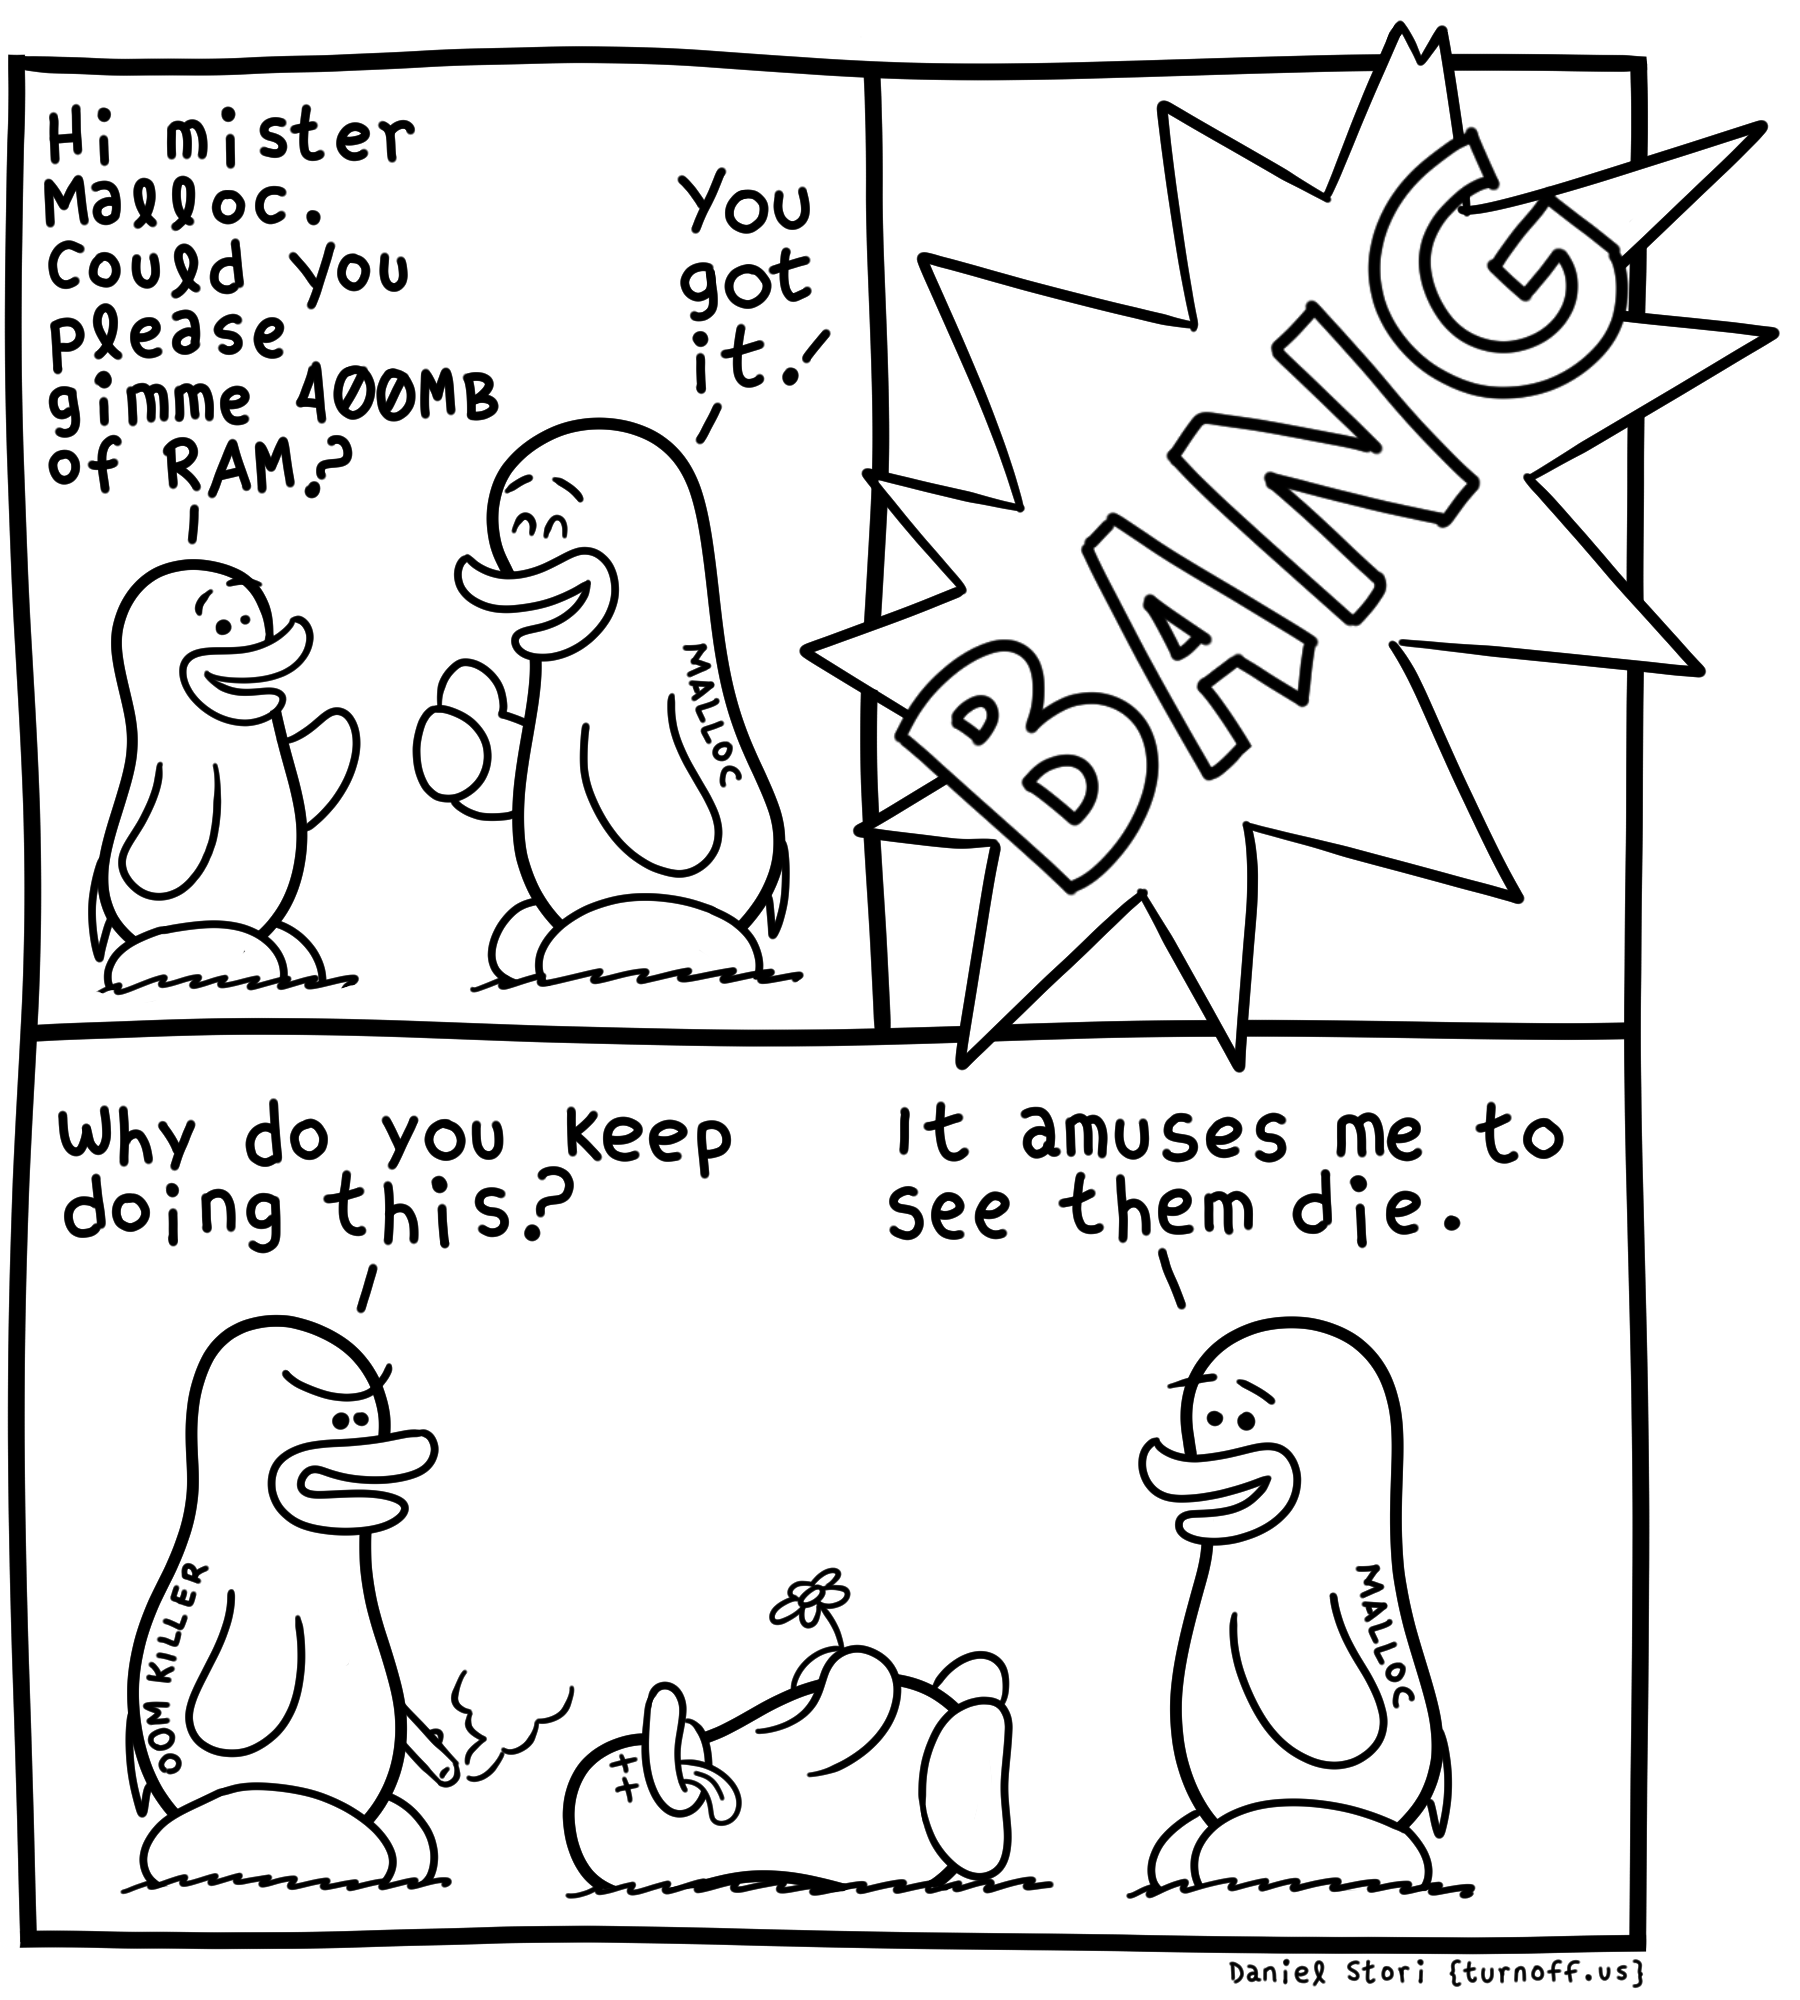 Hi mister
Malloc.
Could you
please
gimme 400MB
of RAM?
You
got
it!
MALLOC
BANG
Why do you keep
doing this?
It amuses me to
see them die.
OOM KILLER
MALLOC
Daniel Stori {turnoff.us}